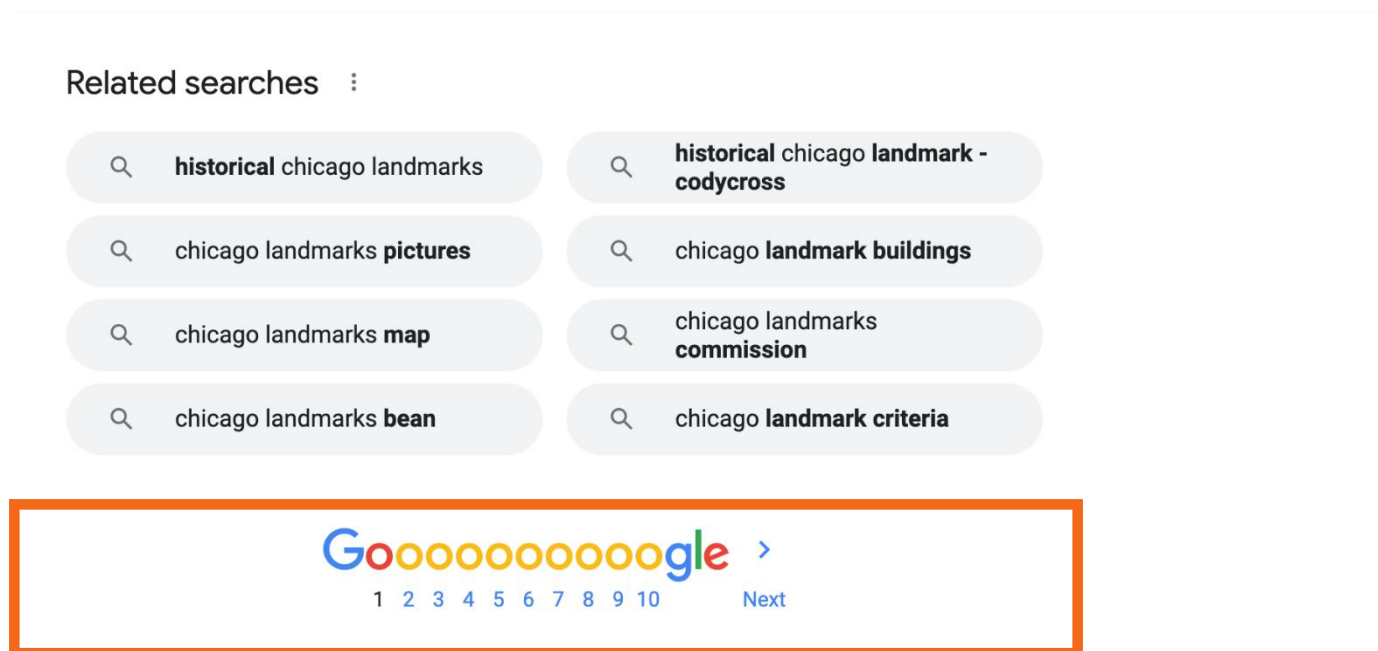 Related searches
historical chicago landmarks
historical chicago landmark -
codycross
chicago landmarks pictures
chicago landmark buildings
chicago landmarks map
chicago landmarks
commission
chicago landmarks bean
chicago landmark criteria
Goooooooooogle >
1 2 3 4 5 6 7 8 9 10 Next